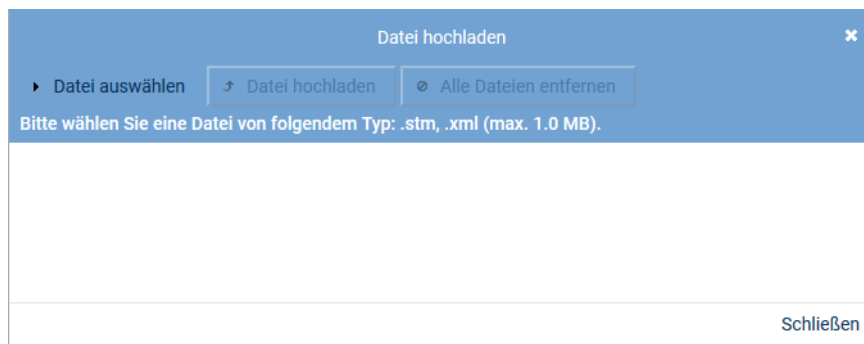 Datei hochladen
Datei auswählen Datei hochladen Alle Dateien entfernen
Bitte wählen Sie eine Datei von folgendem Typ: .stm, .xml (max. 1.0 MB).
Schließen